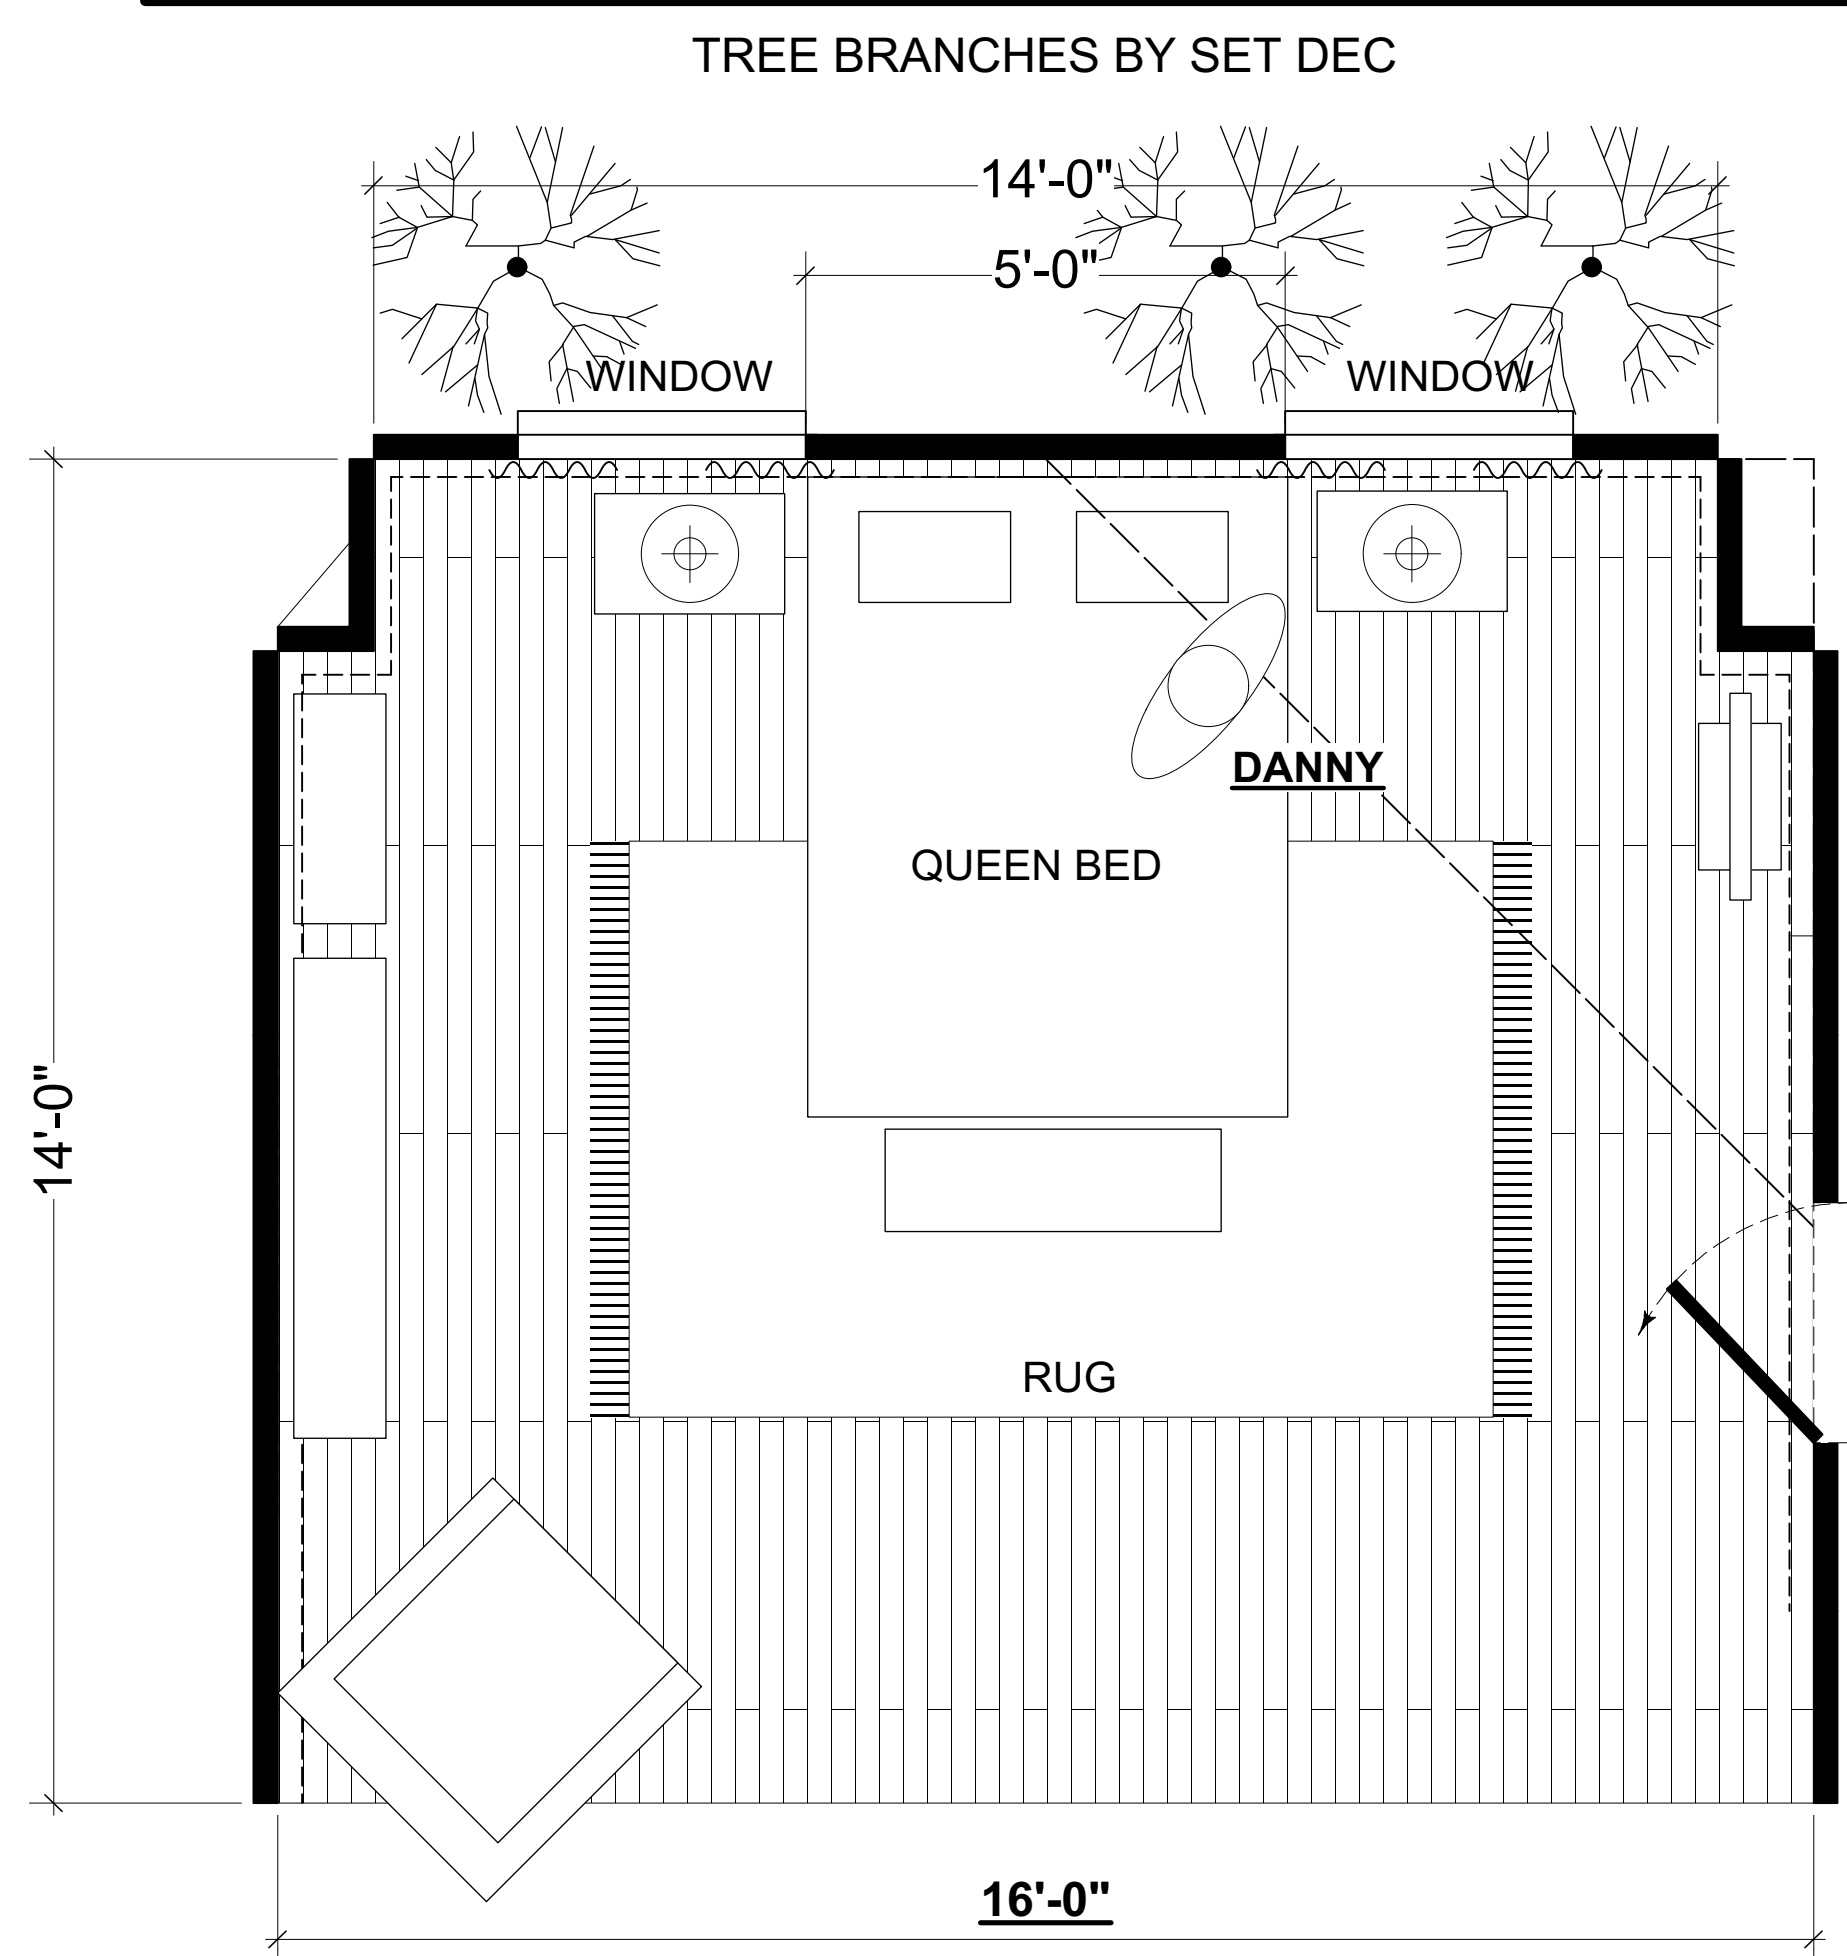 TREE BRANCHES BY SET DEC
14'-0"
5'-0"
WINDOW
WINDOW
DANNY
QUEEN BED
14'-0"
RUG
16'-0"